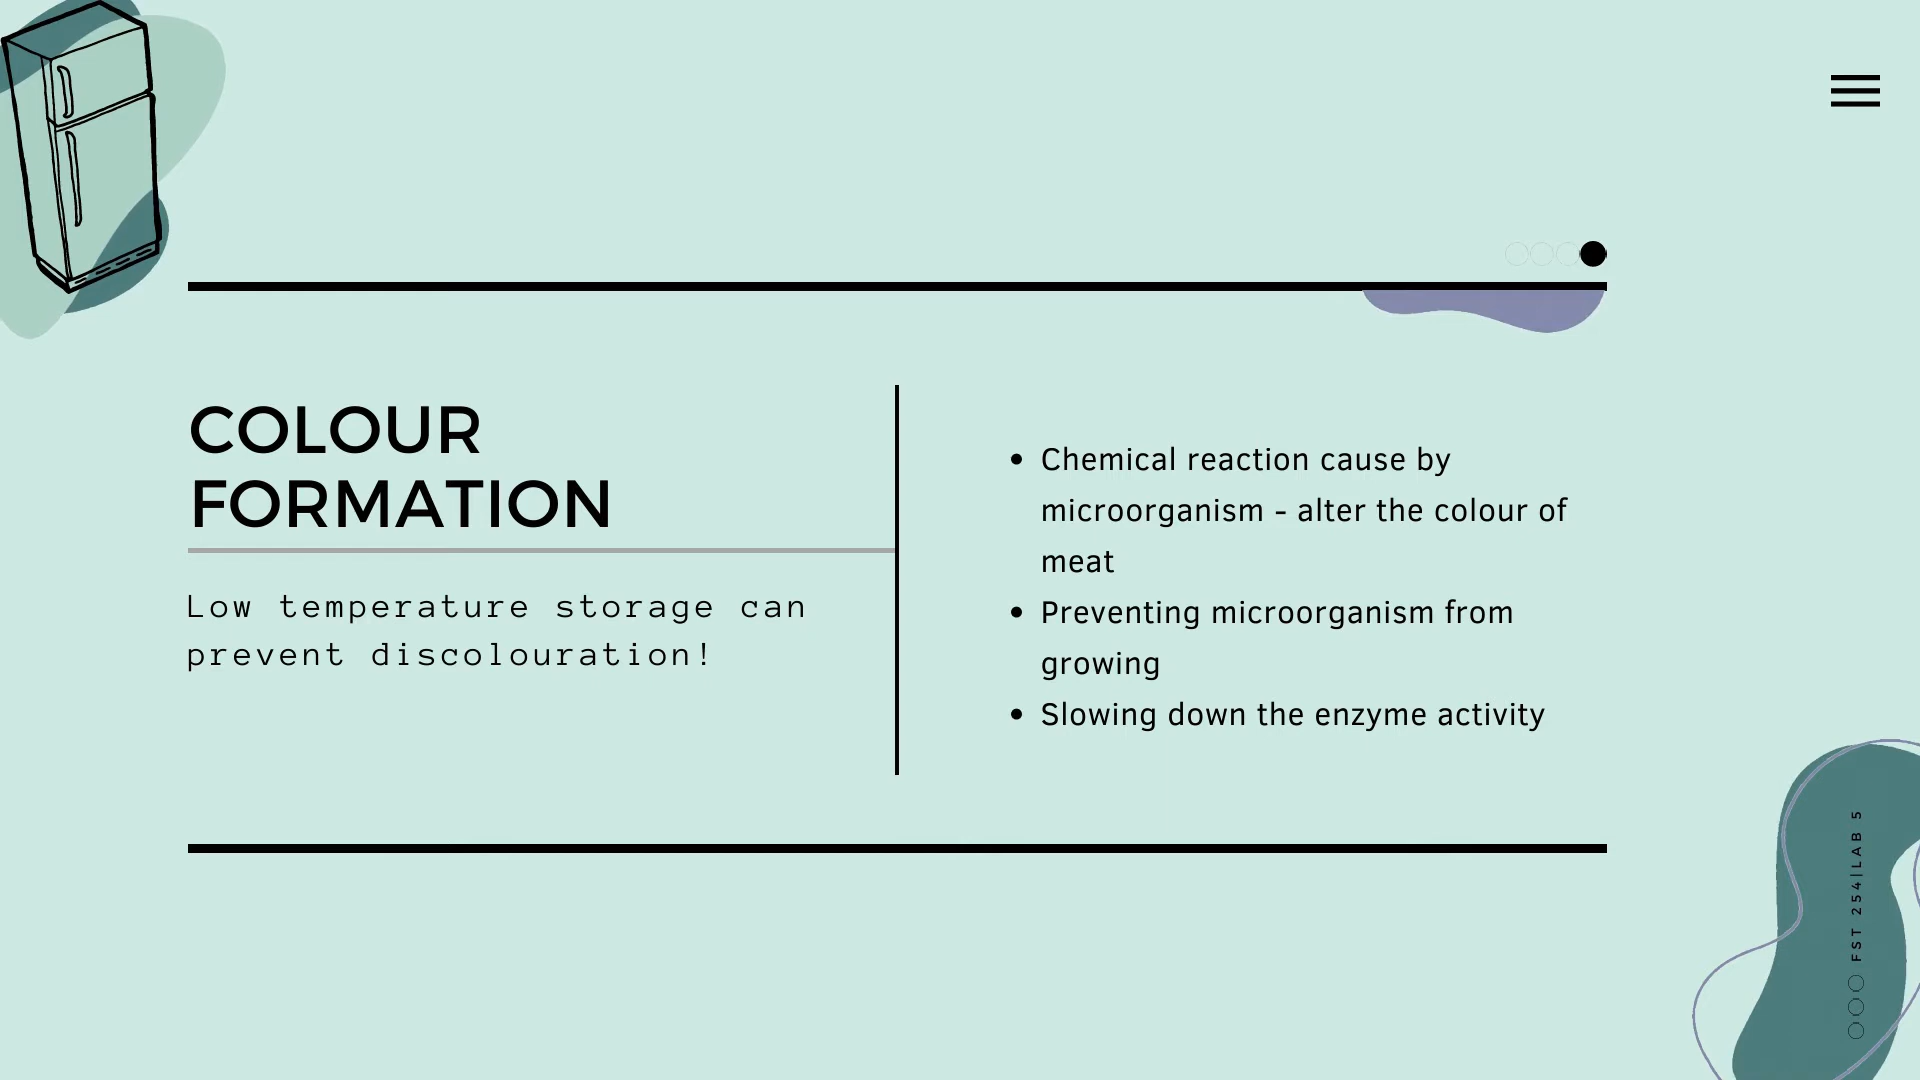 COLOUR
FORMATION
Low temperature storage can
prevent discolouration!
• Chemical reaction cause by
microorganism - alter the colour of
meat
• Preventing microorganism from
growing
• Slowing down the enzyme activity
FST 254|LAB 5